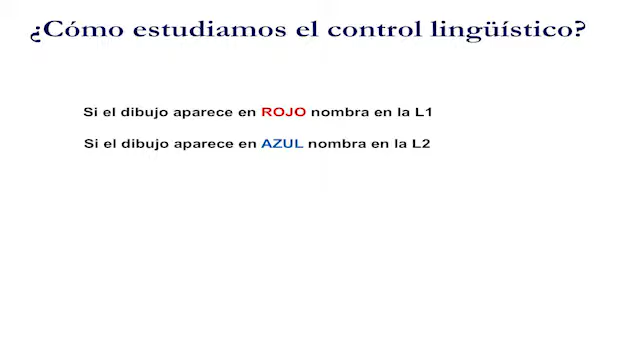 ¿Cómo estudiamos el control lingüístico?
Si el dibujo aparece en ROJO nombra en la L1
Si el dibujo aparece en AZUL nombra en la L2